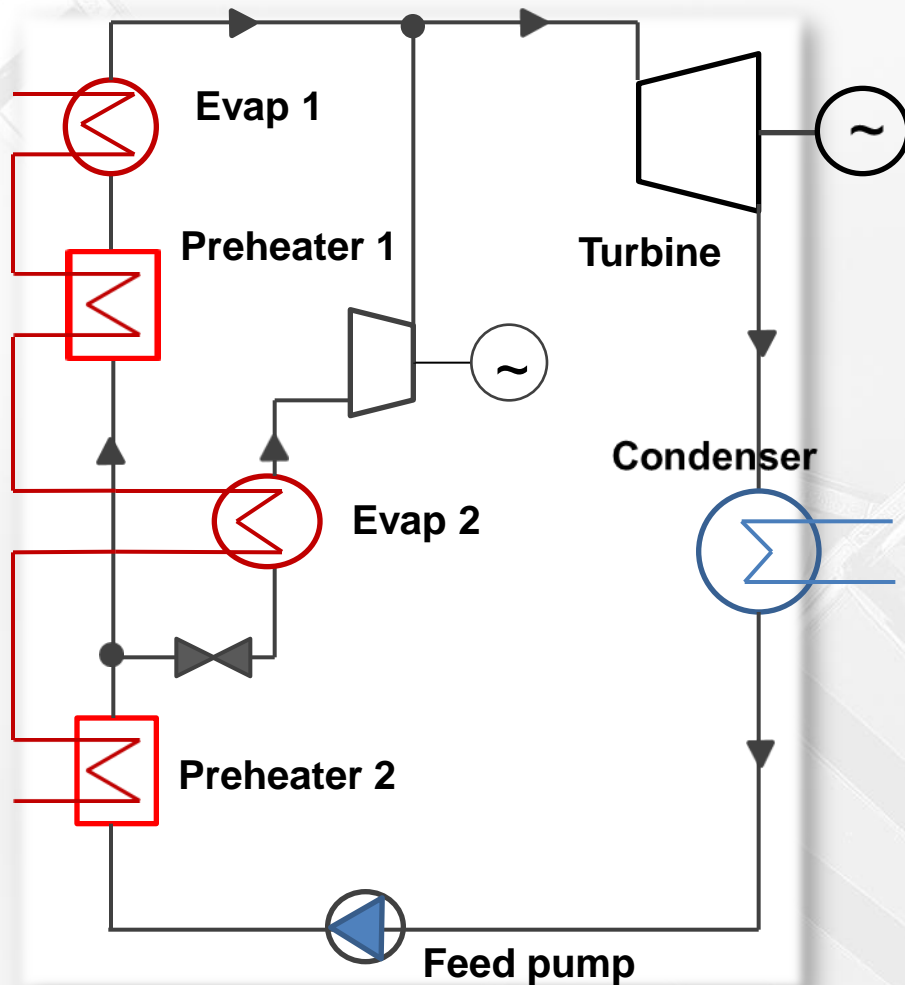 Evap 1
Preheater 1
Turbine
~
~
Condenser
Evap 2
Preheater 2
Feed pump